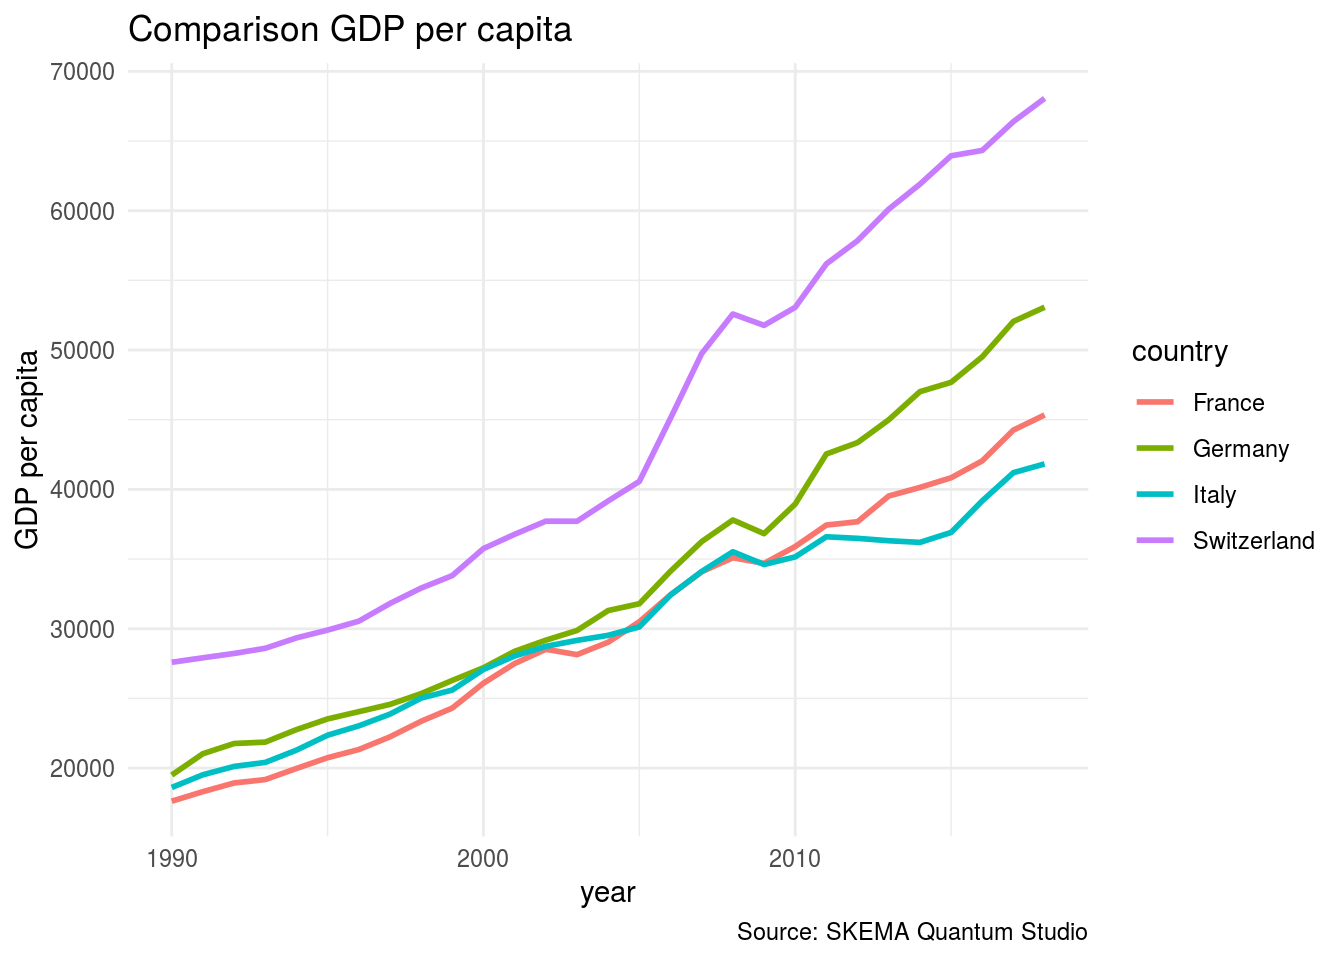 Comparison GDP per capita
70000
60000
50000
40000
30000
20000
GDP per capita
1990 2000 2010
year
country
France
Germany
Italy
Switzerland
Source: SKEMA Quantum Studio